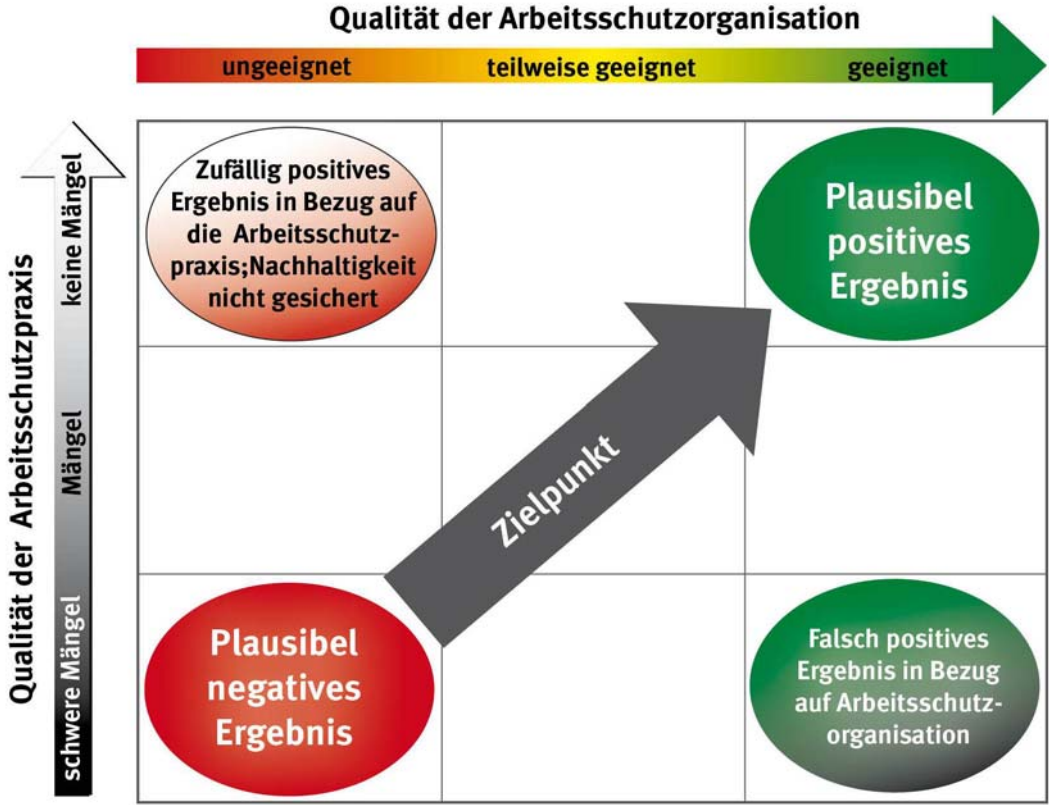 Qualität der Arbeitsschutzorganisation
ungeeignet
teilweise geeignet
geeignet
Qualität der Arbeitsschutzpraxis
keine Mängel
Mängel
schwere Mängel
Zufällig positives
Ergebnis in Bezug auf
die Arbeitsschutz-
praxis;Nachhaltigkeit
nicht gesichert
Plausibel
positives
Ergebnis
Zielpunkt
Plausibel
negatives
Ergebnis
Falsch positives
Ergebnis in Bezug
auf Arbeitsschutz-
organisation